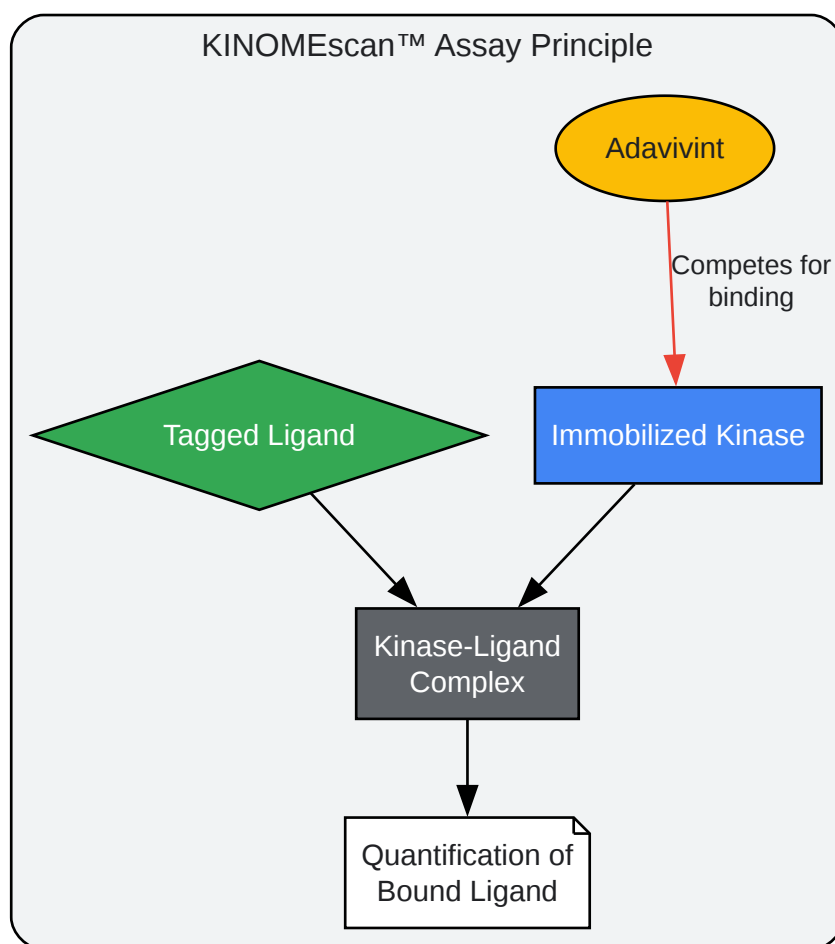 KINOMEscan™ Assay Principle
Adavivint
Competes for
binding
Tagged Ligand
Immobilized Kinase
Kinase-Ligand
Complex
Quantification of
Bound Ligand